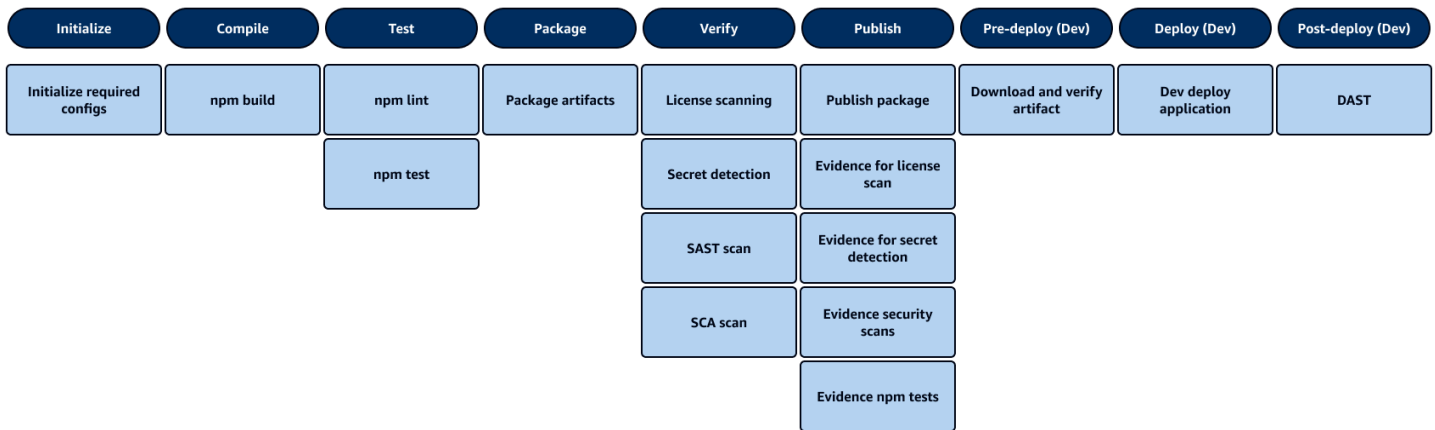 Initialize
Compile
Test
Package
Verify
Publish
Pre-deploy (Dev)
Deploy (Dev)
Post-deploy (Dev)
Initialize required
configs
npm build
npm lint
Package artifacts
License scanning
Publish package
Download and verify
artifact
Dev deploy
application
DAST
npm test
Secret detection
Evidence for license
scan
SAST scan
Evidence for secret
detection
SCA scan
Evidence security
scans
Evidence npm tests